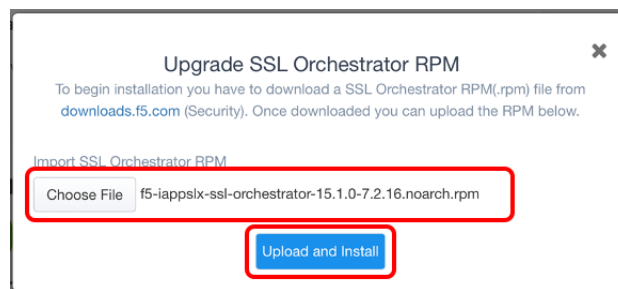 Upgrade SSL Orchestrator RPM
To begin installation you have to download a SSL Orchestrator RPM(.rpm) file from
downloads.f5.com (Security). Once downloaded you can upload the RPM below.
Import SSL Orchestrator RPM
Choose File f5-iappslx-ssl-orchestrator-15.1.0-7.2.16.noarch.rpm
Upload and Install